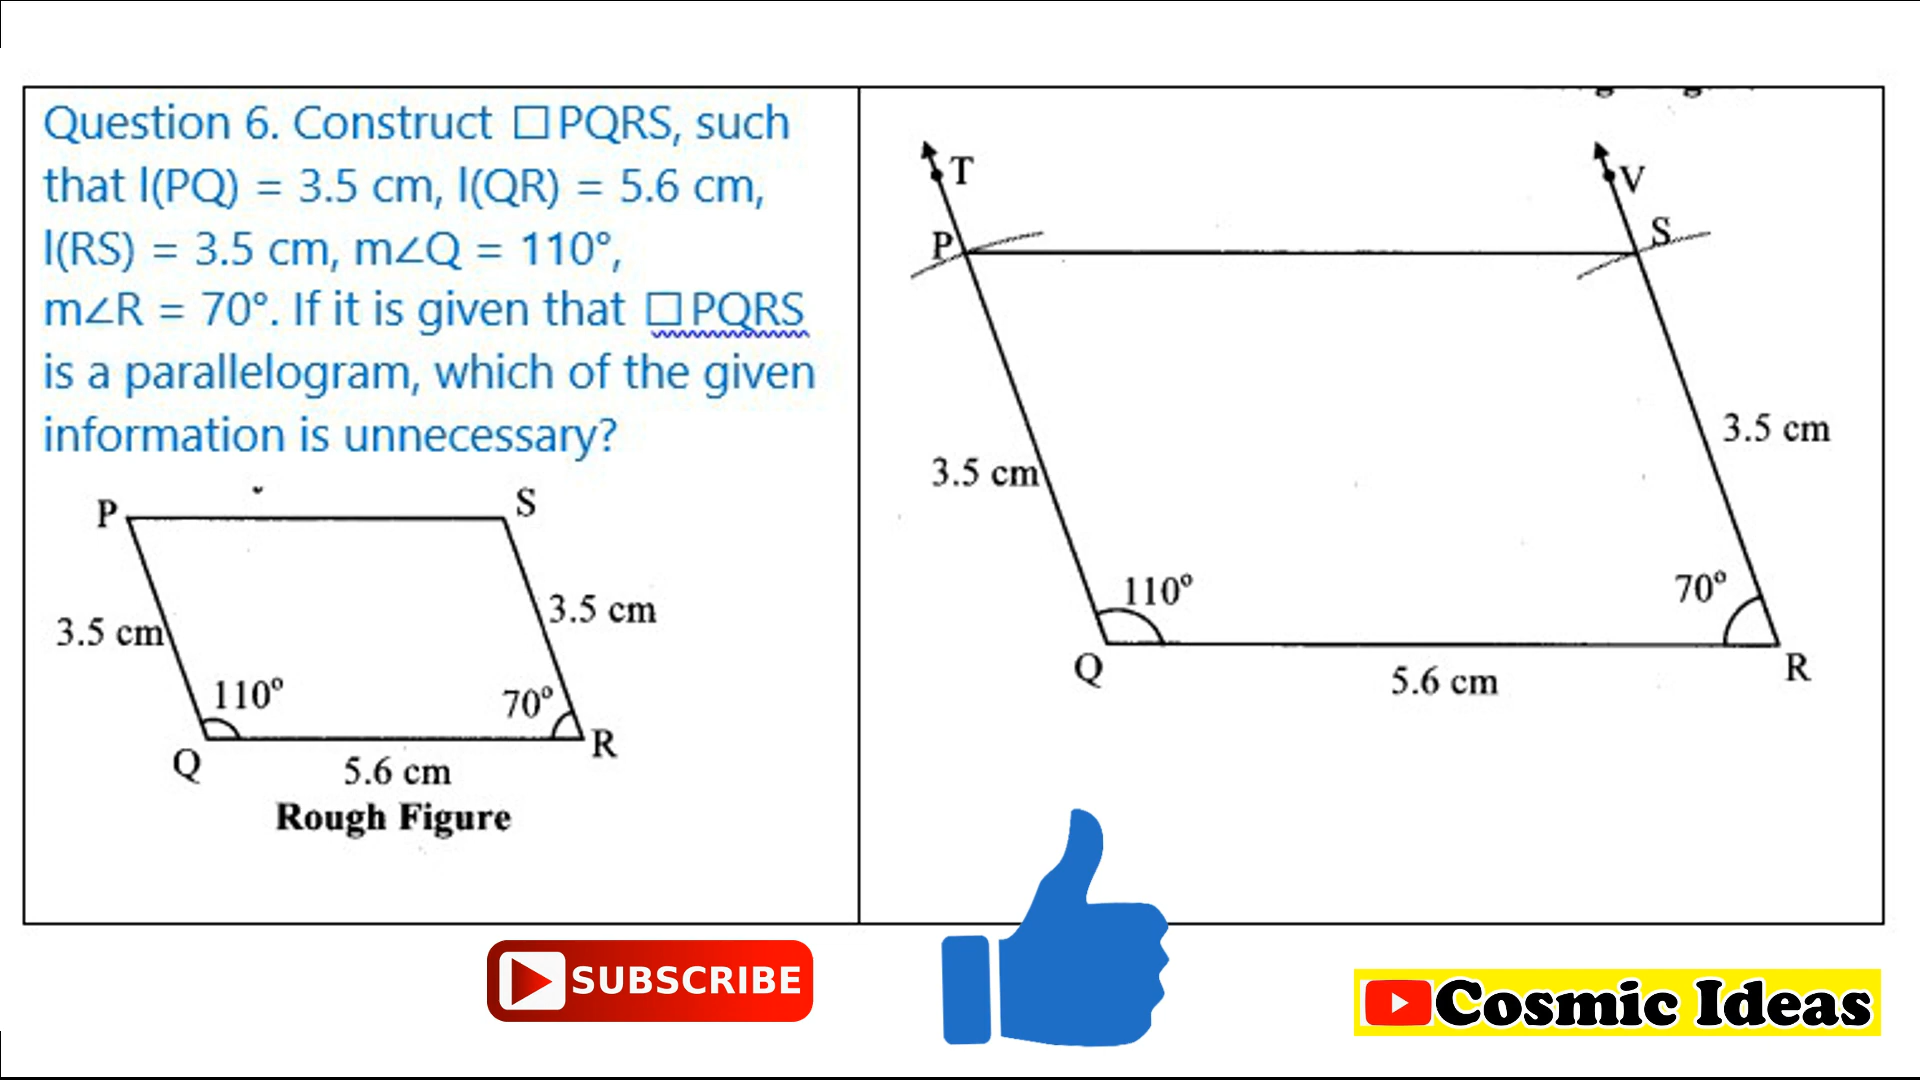 Question 6. Construct □PQRS, such
that l(PQ) = 3.5 cm, l(QR) = 5.6 cm,
l(RS) = 3.5 cm, m∠Q = 110°,
m∠R = 70°. If it is given that □PQRS
is a parallelogram, which of the given
information is unnecessary?
P
S
3.5 cm
3.5 cm
110°
70°
Q
R
5.6 cm
Rough Figure
T
V
P
S
3.5 cm
3.5 cm
110°
70°
Q
R
5.6 cm
SUBSCRIBE
Cosmic Ideas